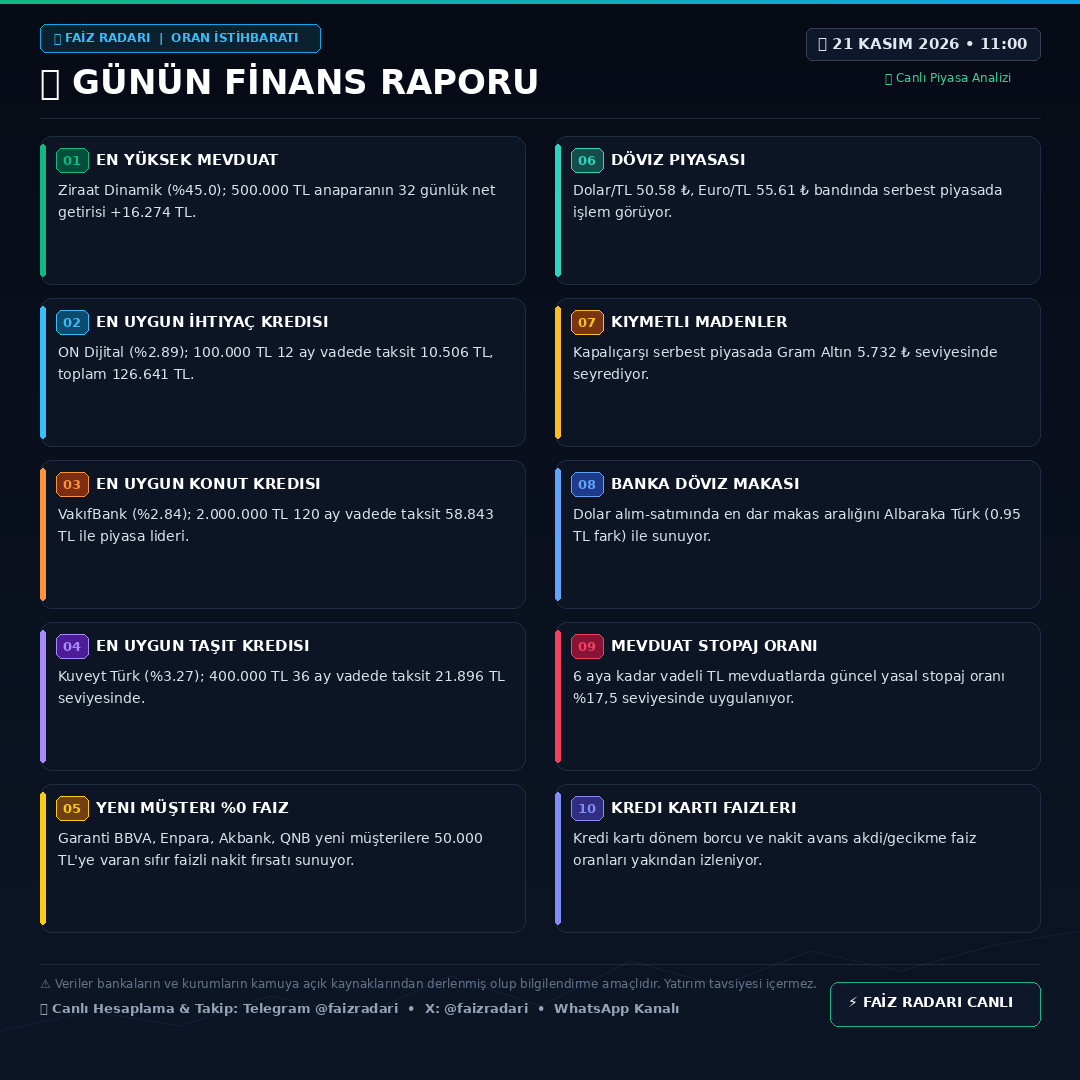 FAİZ RADARI | ORAN İSTİHBARATI
GÜNÜN FİNANS RAPORU
21 KASIM 2026 • 11:00
Canlı Piyasa Analizi
01 EN YÜKSEK MEVDUAT
Ziraat Dinamik (%45.0); 500.000 TL anaparanın 32 günlük net
getirisi +16.274 TL.
02 EN UYGUN İHTIYAÇ KREDISI
ON Dijital (%2.89); 100.000 TL 12 ay vadede taksit 10.506 TL,
toplam 126.641 TL.
03 EN UYGUN KONUT KREDISI
VakıfBank (%2.84); 2.000.000 TL 120 ay vadede taksit 58.843
TL ile piyasa lideri.
04 EN UYGUN TAŞIT KREDISI
Kuveyt Türk (%3.27); 400.000 TL 36 ay vadede taksit 21.896 TL
seviyesinde.
05 YENİ MÜŞTERI %0 FAIZ
Garanti BBVA, Enpara, Akbank, QNB yeni müşterilere 50.000
TL'ye varan sıfır faizli nakit fırsatı sunuyor.
06 DÖVIZ PIYASASI
Dolar/TL 50.58 ₺, Euro/TL 55.61 ₺ bandında serbest piyasada
işlem görüyor.
07 KIYMETLI MADENLER
Kapalıçarşı serbest piyasada Gram Altın 5.732 ₺ seviyesinde
seyrediyor.
08 BANKA DÖVIZ MAKASI
Dolar alım-satımında en dar makas aralığını Albaraka Türk (0.95
TL fark) ile sunuyor.
09 MEVDUAT STOPAJ ORANI
6 aya kadar vadeli TL mevduatlarda güncel yasal stopaj oranı
%17,5 seviyesinde uygulanıyor.
10 KREDI KARTI FAIZLERI
Kredi kartı dönem borcu ve nakit avans akdi/gecikme faiz
oranları yakından izleniyor.
⚠ Veriler bankaların ve kurumların kamuya açık kaynaklarından derlenmiş olup bilgilendirme amaçlıdır. Yatırım tavsiyesi içermez.
Canlı Hesaplama & Takip: Telegram @faizradari • X: @faizradari • WhatsApp Kanalı
⚡ FAİZ RADARI CANLI